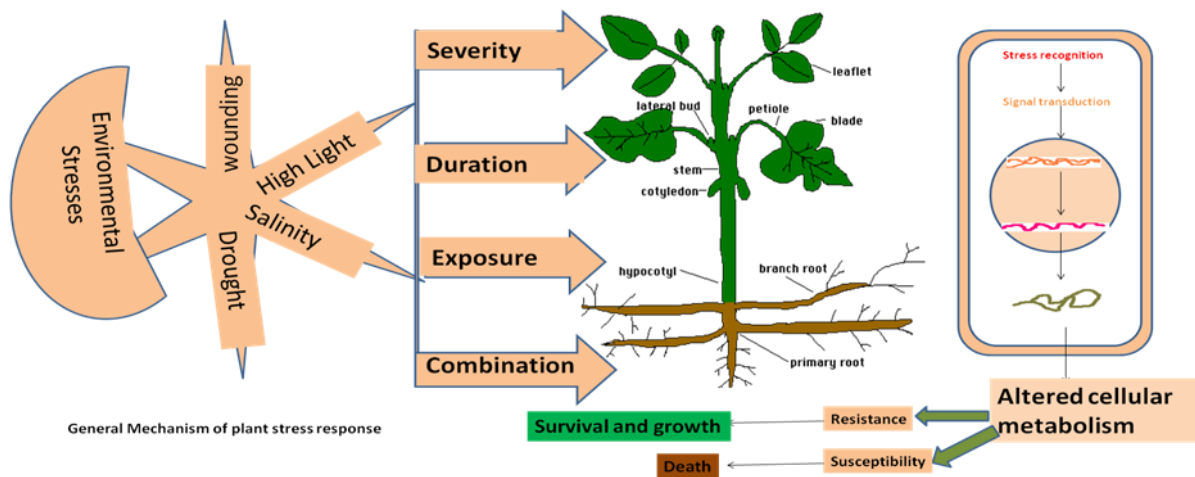 Environmental
Stresses
wounding
High Light
Salinity
Drought
Severity
Duration
Exposure
Combination
leaflet
lateral bud
petiole
blade
stem
cotyledon
hypocotyl
branch root
primary root
Stress recognition
Signal transduction
Altered cellular
metabolism
Resistance
Survival and growth
Susceptibility
Death
General Mechanism of plant stress response